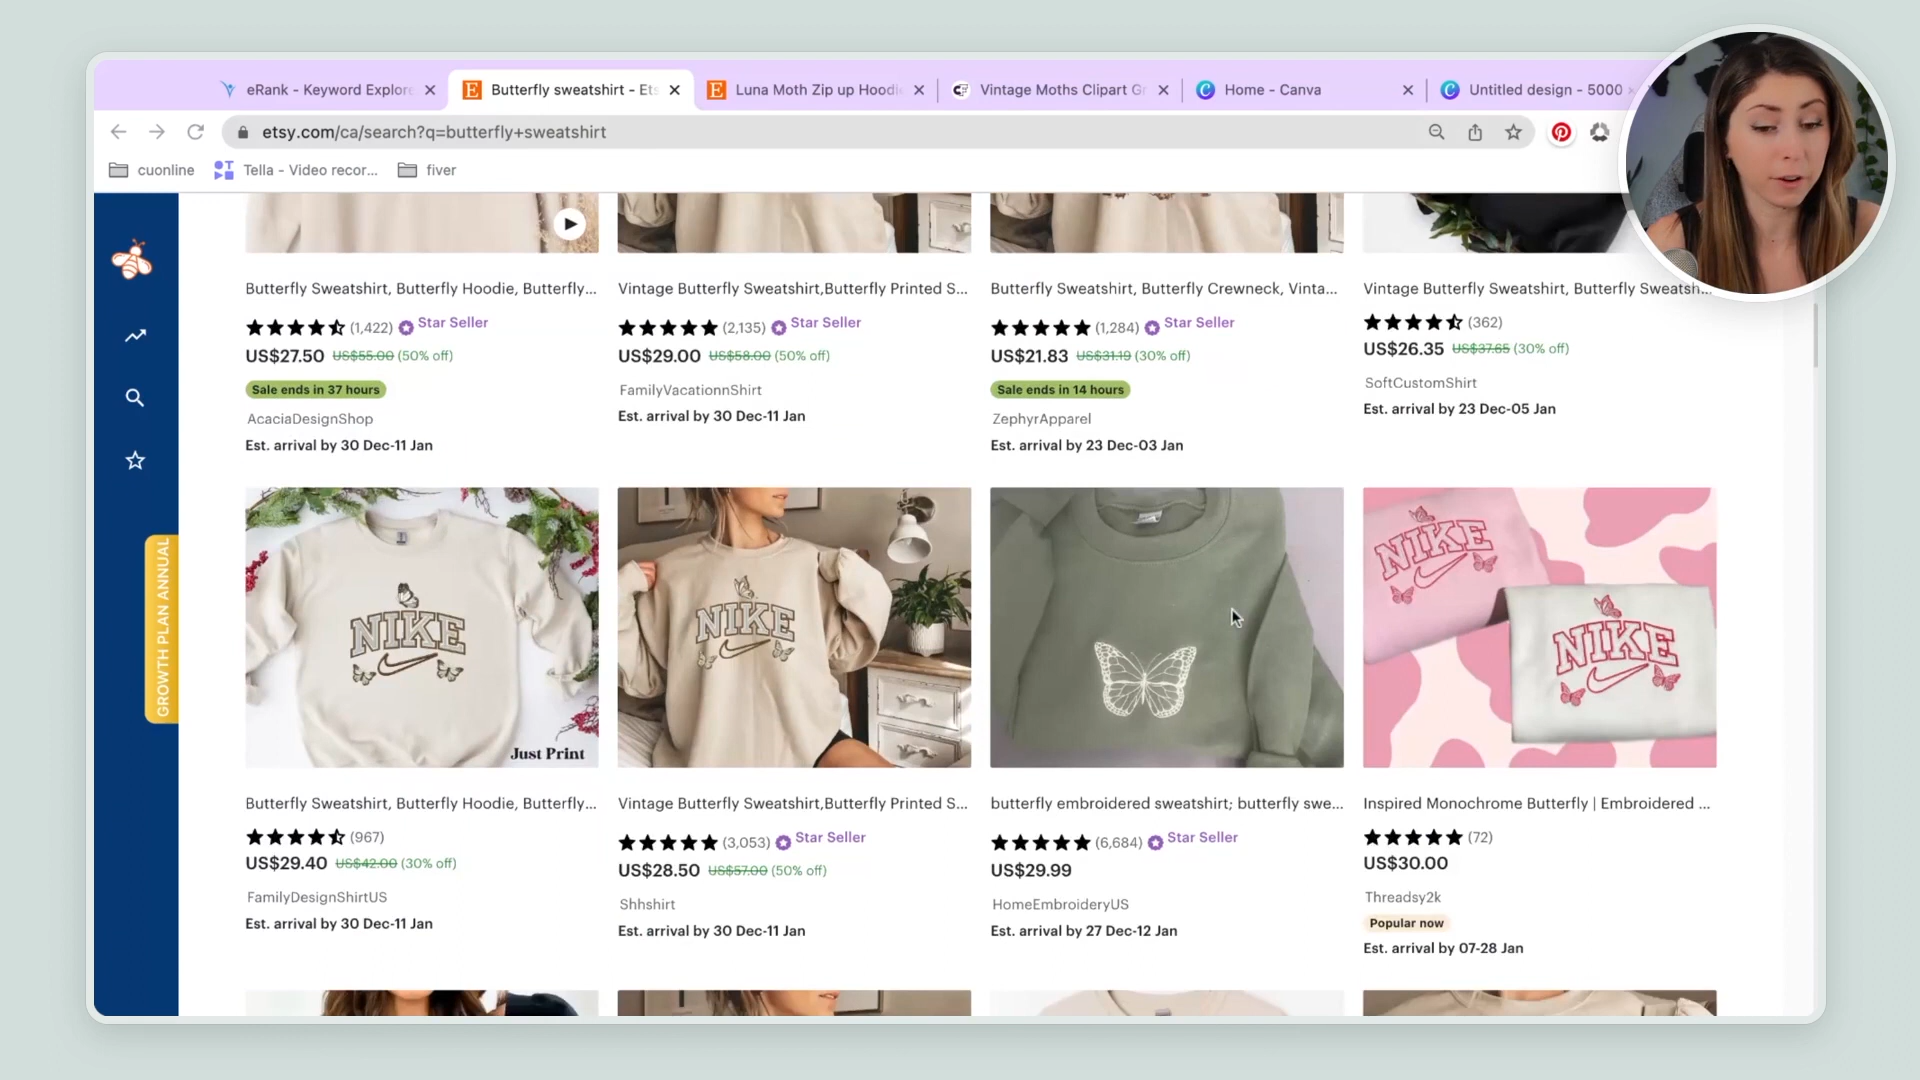 eRank - Keyword Explore
Butterfly sweatshirt - Ets
Luna Moth Zip up Hoodi
Vintage Moths Clipart Gr
Home - Canva
Untitled design - 5000
etsy.com/ca/search?q=butterfly+sweatshirt
cuonline
Tella - Video recor...
fiver
GROWTH PLAN ANNUAL
Butterfly Sweatshirt, Butterfly Hoodie, Butterfly...
(1,422) Star Seller
US$27.50 US$55.00 (50% off)
Sale ends in 37 hours
AcaciaDesignShop
Est. arrival by 30 Dec-11 Jan
Vintage Butterfly Sweatshirt,Butterfly Printed S...
(2,135) Star Seller
US$29.00 US$58.00 (50% off)
FamilyVacationnShirt
Est. arrival by 30 Dec-11 Jan
Butterfly Sweatshirt, Butterfly Crewneck, Vinta...
(1,284) Star Seller
US$21.83 US$31.19 (30% off)
Sale ends in 14 hours
ZephyrApparel
Est. arrival by 23 Dec-03 Jan
Vintage Butterfly Sweatshirt, Butterfly Sweatsh...
(362)
US$26.35 US$37.65 (30% off)
SoftCustomShirt
Est. arrival by 23 Dec-05 Jan
NIKE
Just Print
NIKE
NIKE
NIKE
Butterfly Sweatshirt, Butterfly Hoodie, Butterfly...
(967)
US$29.40 US$42.00 (30% off)
FamilyDesignShirtUS
Est. arrival by 30 Dec-11 Jan
Vintage Butterfly Sweatshirt,Butterfly Printed S...
(3,053) Star Seller
US$28.50 US$57.00 (50% off)
Shhshirt
Est. arrival by 30 Dec-11 Jan
butterfly embroidered sweatshirt; butterfly swe...
(6,684) Star Seller
US$29.99
HomeEmbroideryUS
Est. arrival by 27 Dec-12 Jan
Inspired Monochrome Butterfly | Embroidered ...
(72)
US$30.00
Threadsy2k
Popular now
Est. arrival by 07-28 Jan